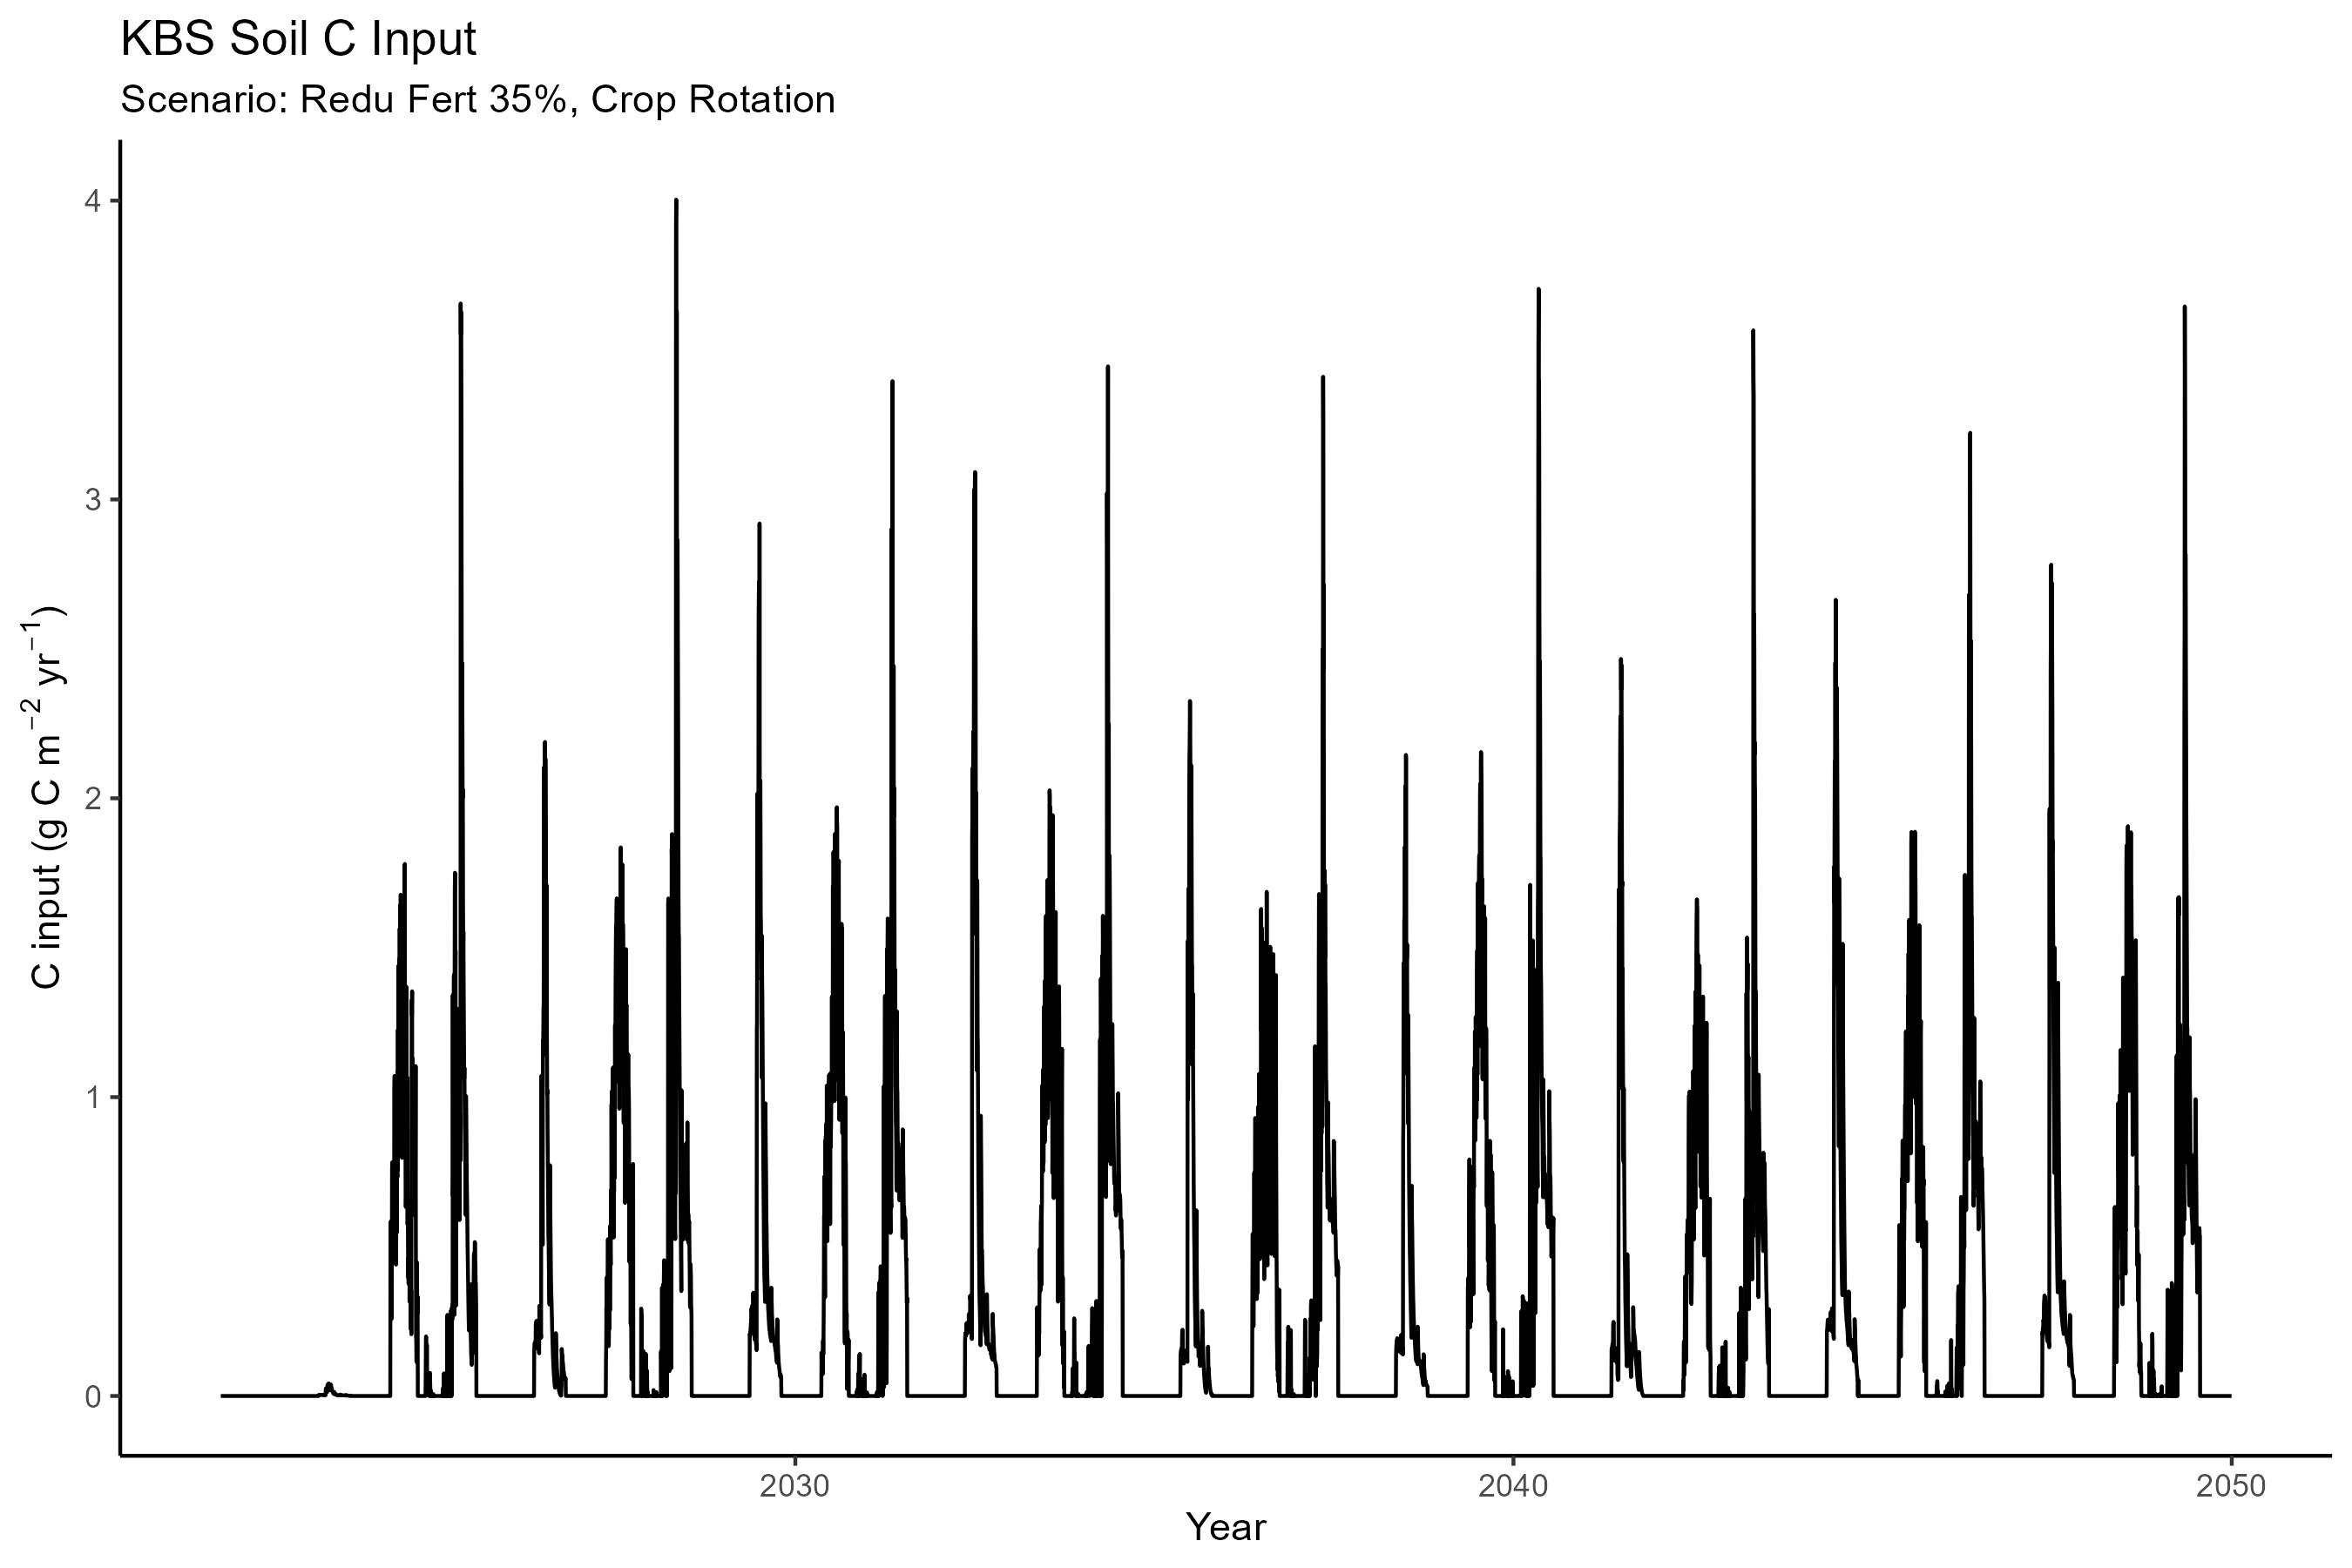 KBS Soil C Input
Scenario: Redu Fert 35%, Crop Rotation
4
3
2
1
0
C input (g C m⁻² yr⁻¹)
2030
2040
2050
Year